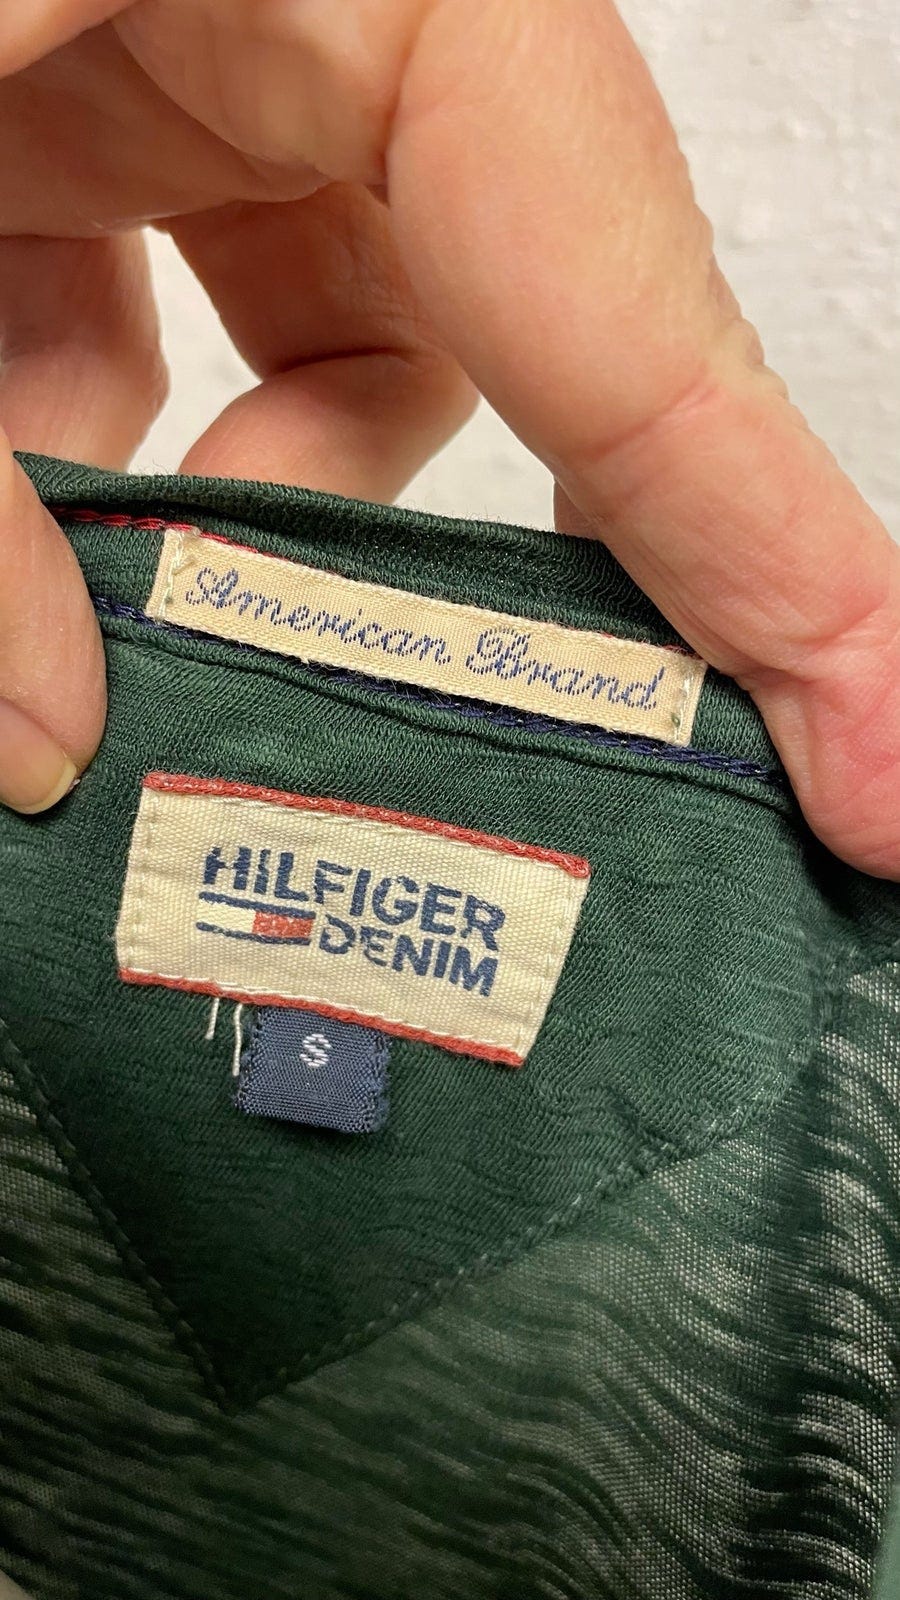 American Brand
HILFIGER
DENIM
S